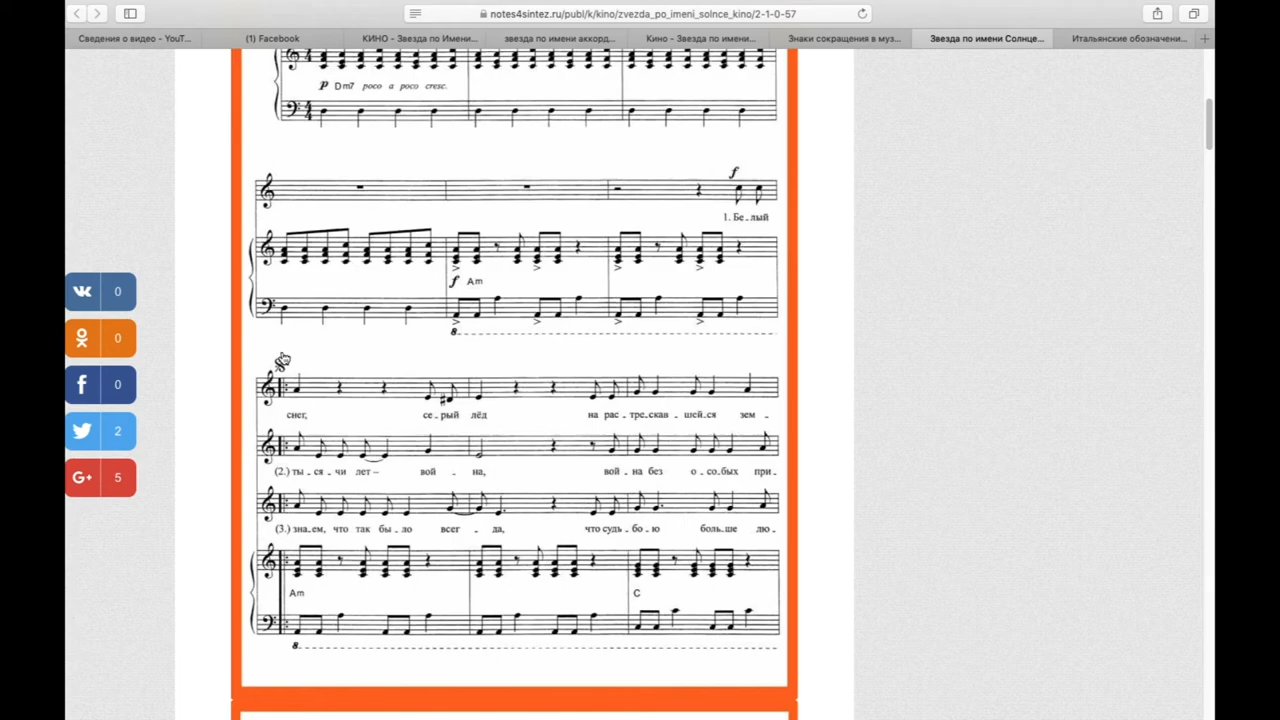 notes4sintez.ru/publ/k/kino/zvezda_po_imeni_solnce_kino/2-1-0-57
Сведения о видео - YouT...
(1) Facebook
КИНО - Звезда по Имени...
звезда по имени аккорд...
Кино - Звезда по имени...
Знаки сокращения в муз...
Звезда по имени Солнце...
Итальянские обозначени...
p Dm7 poco a poco cresc.
f
1. Бе - лый
f Am
8
снег, се - рый лёд на рас - трес - кав - шей.ся зем -
(2.) ты - ся - чи лет – вой - на, вой - на без о - со.бых при -
(3.) зна.ем, что так бы - ло всег - да, что судь - бо - ю боль.ше лю -
Am C
8
0
0
0
2
G+ 5